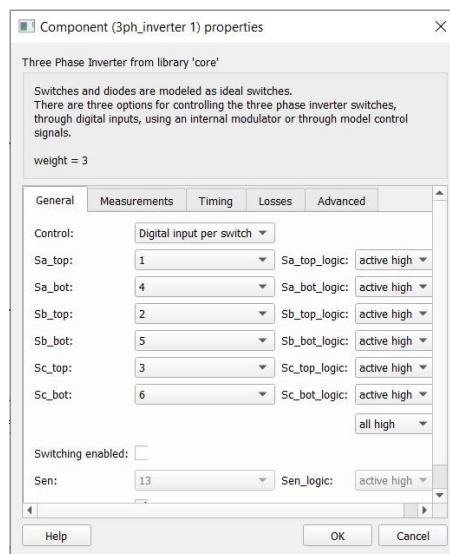 Component (3ph_inverter 1) properties
Three Phase Inverter from library 'core'
Switches and diodes are modeled as ideal switches.
There are three options for controlling the three phase inverter switches,
through digital inputs, using an internal modulator or through model control
signals.
weight = 3
General Measurements Timing Losses Advanced
Control: Digital input per switch
Sa_top: 1 Sa_top_logic: active high
Sa_bot: 4 Sa_bot_logic: active high
Sb_top: 2 Sb_top_logic: active high
Sb_bot: 5 Sb_bot_logic: active high
Sc_top: 3 Sc_top_logic: active high
Sc_bot: 6 Sc_bot_logic: active high
all high
Switching enabled:
Sen: 13 Sen_logic: active high
Help OK Cancel